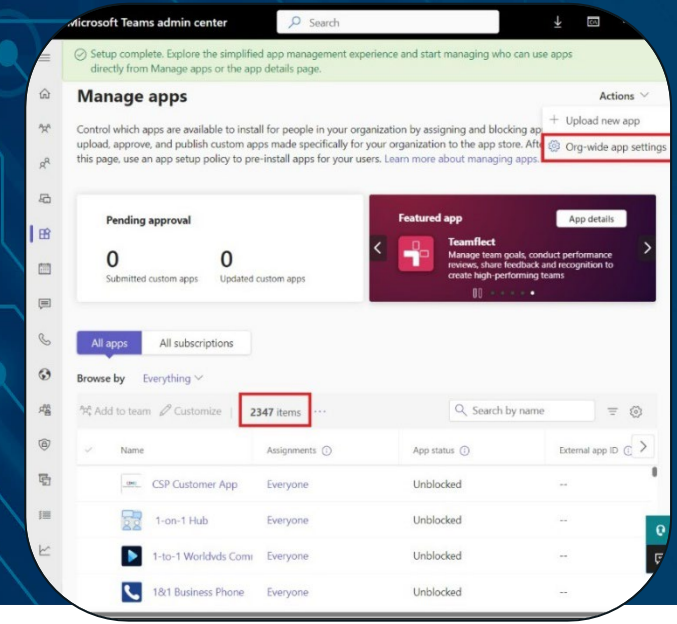 Microsoft Teams admin center
Search
Setup complete. Explore the simplified app management experience and start managing who can use apps
directly from Manage apps or the app details page.
Manage apps
Actions
Upload new app
Org-wide app settings
Control which apps are available to install for people in your organization by assigning and blocking
upload, approve, and publish custom apps made specifically for your organization to the app store.
this page, use an app setup policy to pre-install apps for your users. Learn more about managing apps.
Pending approval
0
0
Submitted custom apps
Updated custom apps
Featured app
App details
Teamflect
Manage team goals, conduct performance
reviews, share feedback and recognition to
create high-performing teams
All apps
All subscriptions
Browse by
Everything
Add to team
Customize
2347 items
Search by name
Name
Assignments
App status
External app ID
CSP Customer App
Everyone
Unblocked
--
1-on-1 Hub
Everyone
Unblocked
--
1-to-1 Worldvds
Everyone
Unblocked
--
1&1 Business Phone
Everyone
Unblocked
--